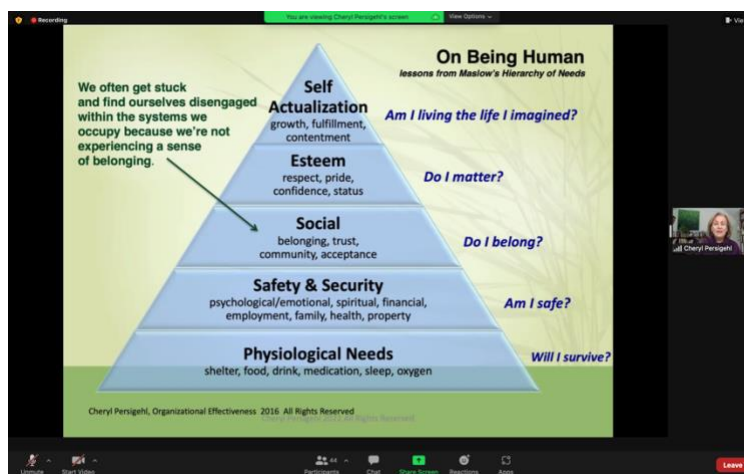 Recording
You are viewing Cheryl Persigehl's screen
View Options
View
On Being Human
lessons from Maslow's Hierarchy of Needs
We often get stuck
and find ourselves disengaged
within the systems we
occupy because we're not
experiencing a sense
of belonging.
Self
Actualization
growth, fulfillment,
contentment
Am I living the life I imagined?
Esteem
respect, pride,
confidence, status
Do I matter?
Social
belonging, trust,
community, acceptance
Do I belong?
Cheryl Persigehl
Safety & Security
psychological/emotional, spiritual, financial,
employment, family, health, property
Am I safe?
Physiological Needs
shelter, food, drink, medication, sleep, oxygen
Will I survive?
Cheryl Persigehl, Organizational Effectiveness 2016 All Rights Reserved
Unmute
Start Video
Participants
44
Chat
Share Screen
Reactions
Apps
Leave